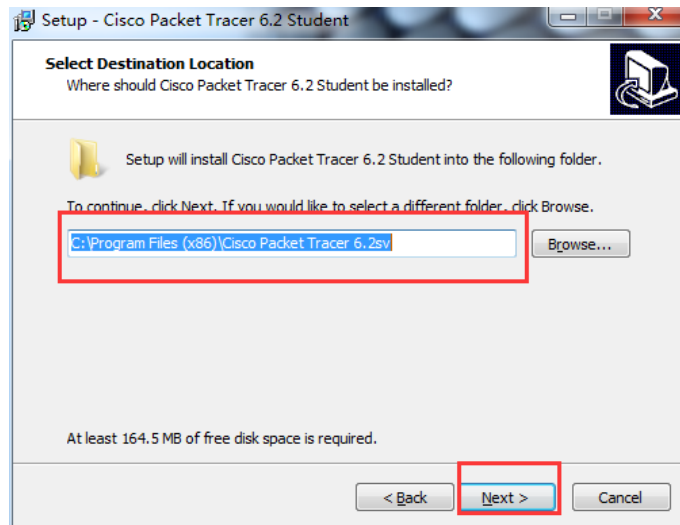 Setup - Cisco Packet Tracer 6.2 Student
Select Destination Location
Where should Cisco Packet Tracer 6.2 Student be installed?
Setup will install Cisco Packet Tracer 6.2 Student into the following folder.
To continue, click Next. If you would like to select a different folder, click Browse.
C:\Program Files (x86)\Cisco Packet Tracer 6.2sv
Browse...
At least 164.5 MB of free disk space is required.
< Back Next > Cancel